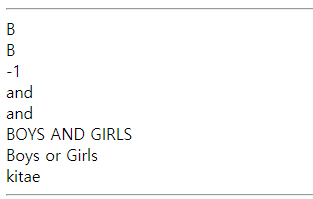 B
B
-1
and
and
BOYS AND GIRLS
Boys or Girls
kitae